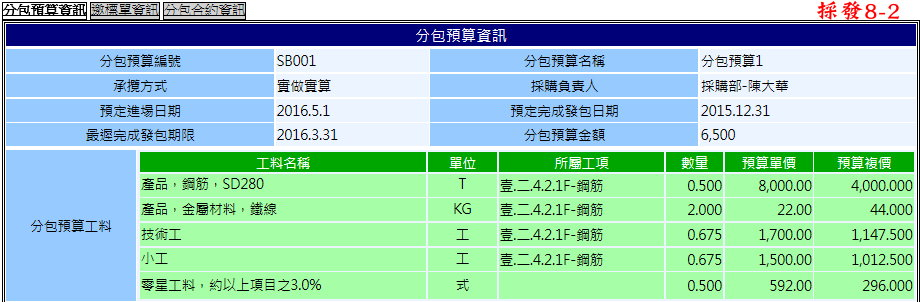 分包預算資訊 邀標單資訊 分包合約資訊 採發8-2
分包預算資訊
分包預算編號 SB001 分包預算名稱 分包預算1
承攬方式 實做實算 採購負責人 採購部-陳大華
預定進場日期 2016.5.1 預定完成發包日期 2015.12.31
最遲完成發包期限 2016.3.31 分包預算金額 6,500
分包預算工料
工料名稱 單位 所屬工項 數量 預算單價 預算複價
產品，鋼筋，SD280 T 壹.二.4.2.1F-鋼筋 0.500 8,000.00 4,000.000
產品，金屬材料，鐵線 KG 壹.二.4.2.1F-鋼筋 2.000 22.00 44.000
技術工 工 壹.二.4.2.1F-鋼筋 0.675 1,700.00 1,147.500
小工 工 壹.二.4.2.1F-鋼筋 0.675 1,500.00 1,012.500
零星工料，約以上項目之3.0% 式 0.500 592.00 296.000